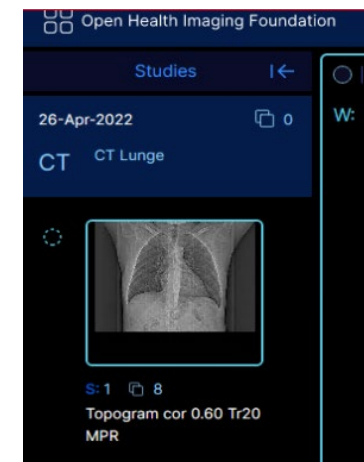 Open Health Imaging Foundation
Studies
26-Apr-2022 0
CT CT Lunge
W:
S: 1 8
Topogram cor 0.60 Tr20
MPR